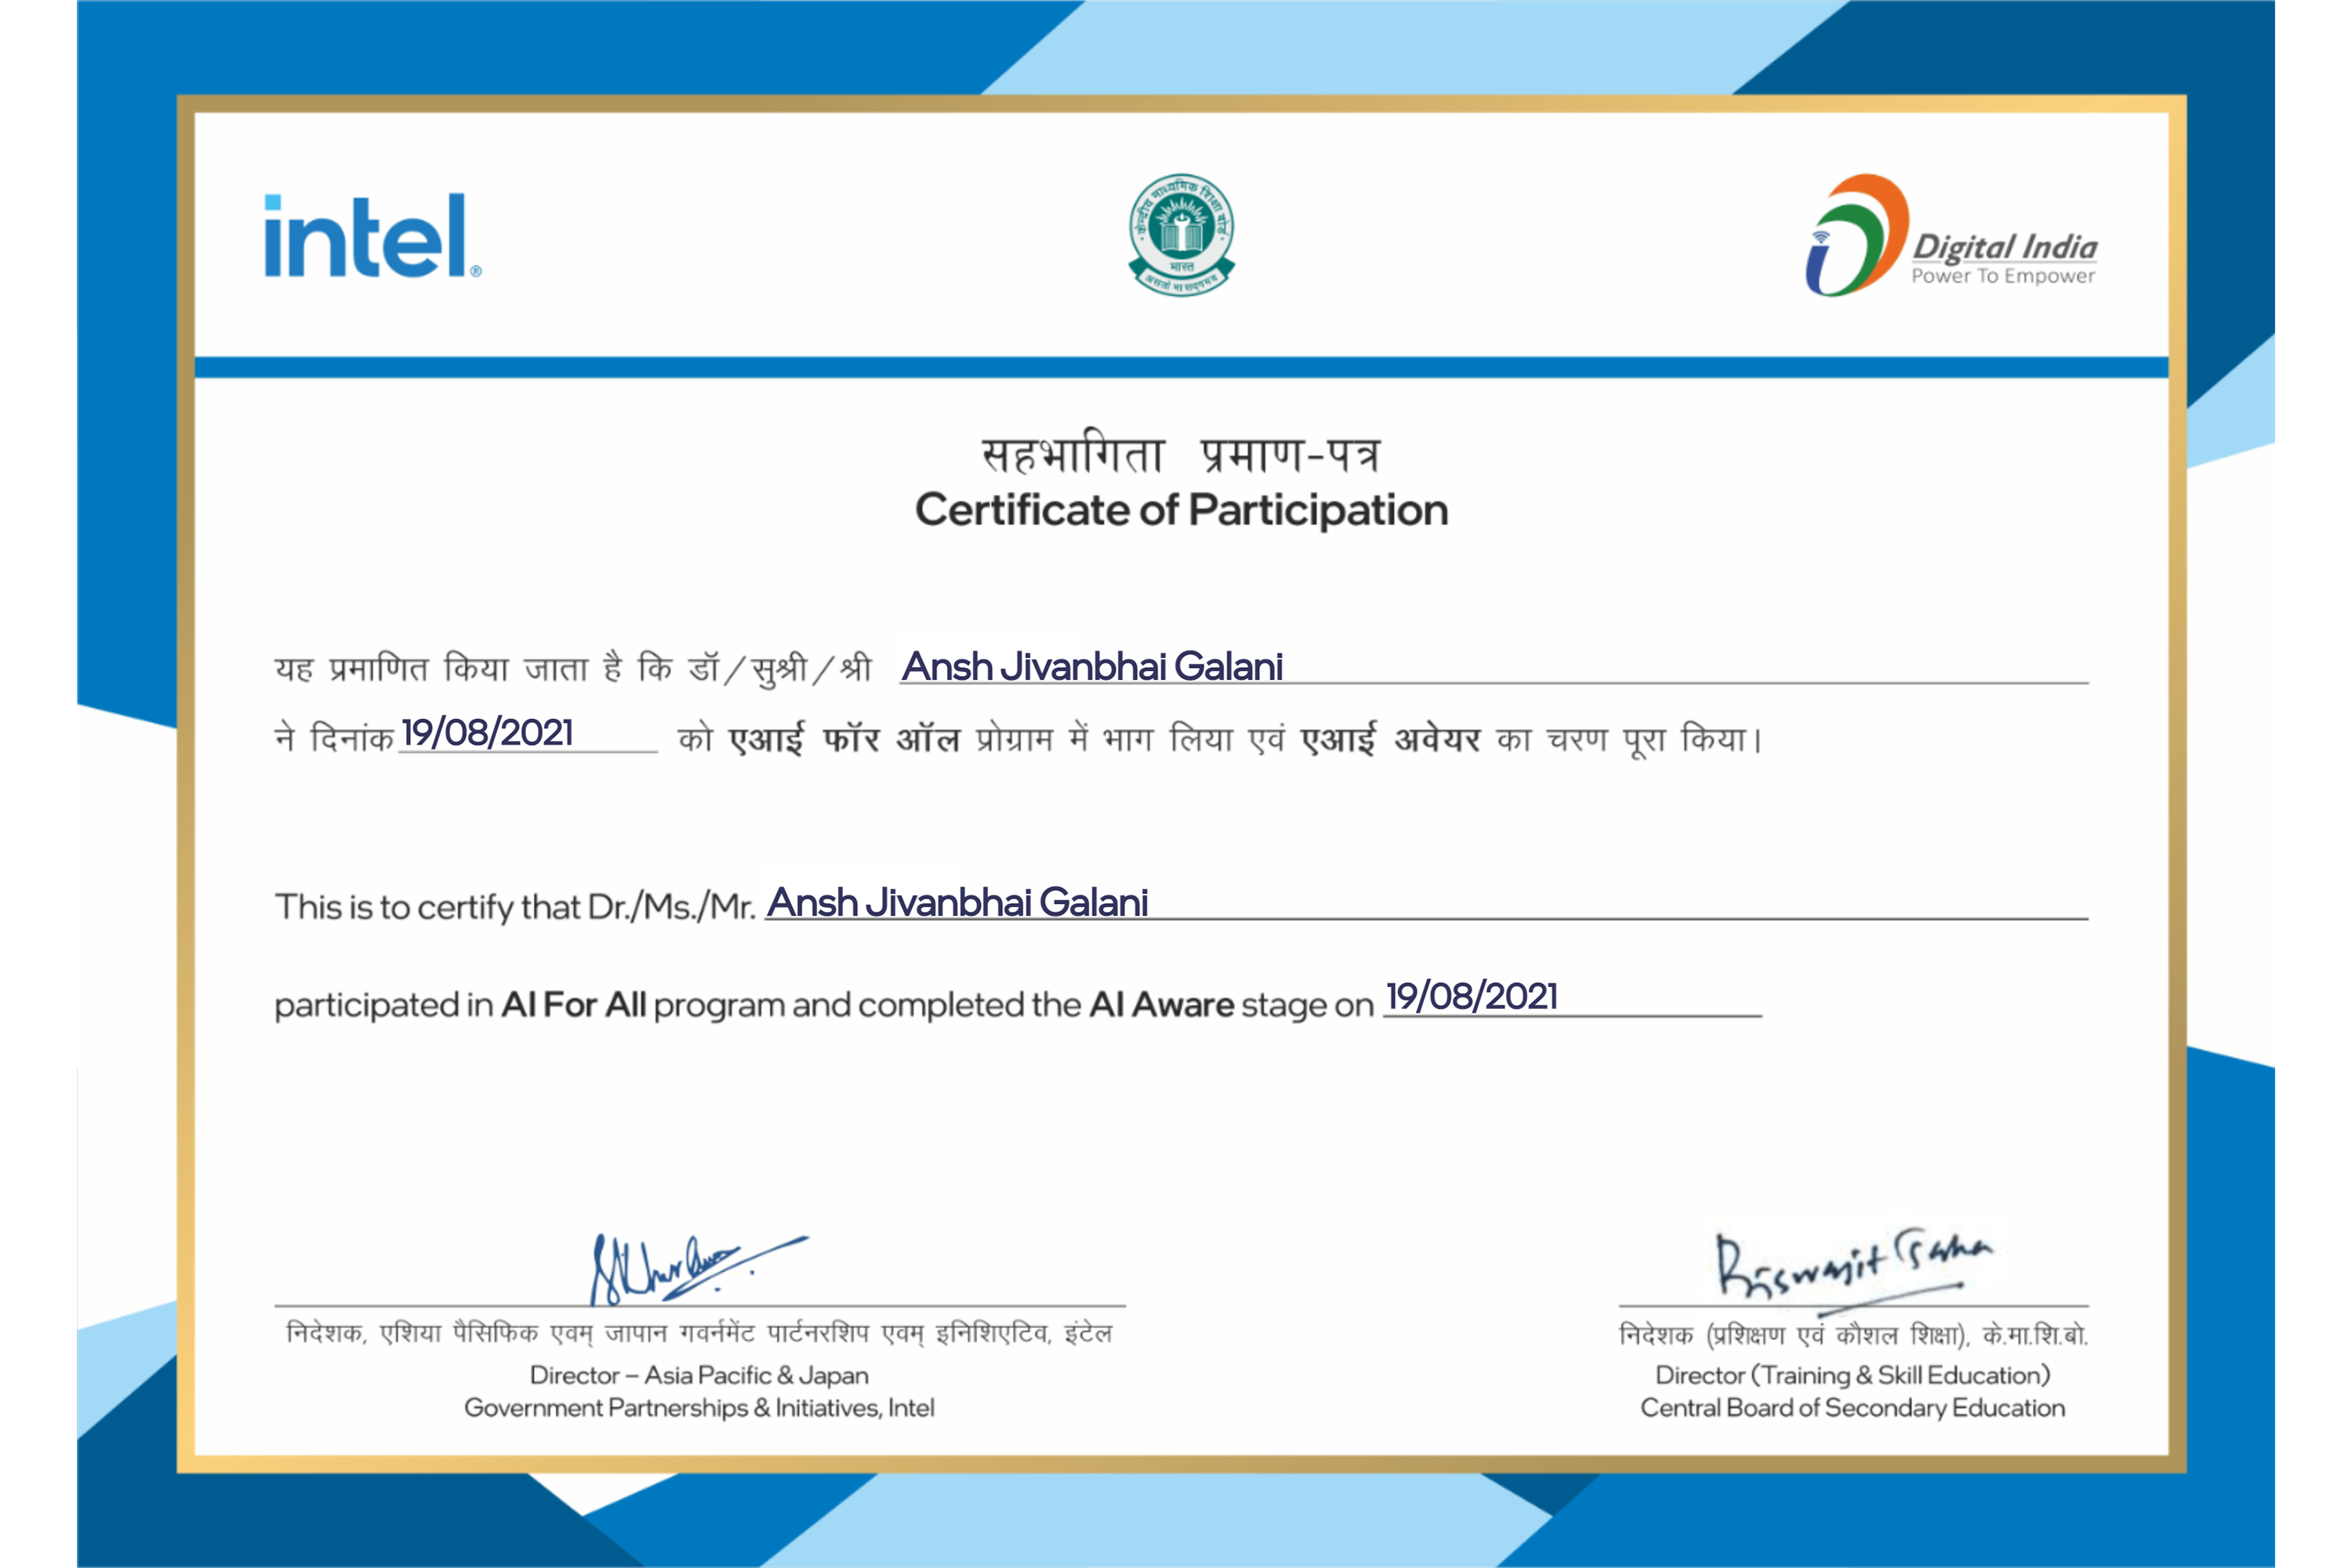 intel®
केन्द्रीय माध्यमिक शिक्षा बोर्ड
भारत
असतो मा सद्गमय
Digital India
Power To Empower
सहभागिता प्रमाण-पत्र
Certificate of Participation
यह प्रमाणित किया जाता है कि डॉ/सुश्री/श्री Ansh Jivanbhai Galani
ने दिनांक 19/08/2021 को एआई फॉर ऑल प्रोग्राम में भाग लिया एवं एआई अवेयर का चरण पूरा किया।
This is to certify that Dr./Ms./Mr. Ansh Jivanbhai Galani
participated in AI For All program and completed the AI Aware stage on 19/08/2021
Biswajit Saha
निदेशक, एशिया पैसिफिक एवम् जापान गवर्नमेंट पार्टनरशिप एवम् इनिशिएटिव, इंटेल
Director – Asia Pacific & Japan
Government Partnerships & Initiatives, Intel
निदेशक (प्रशिक्षण एवं कौशल शिक्षा), के.मा.शि.बो.
Director (Training & Skill Education)
Central Board of Secondary Education